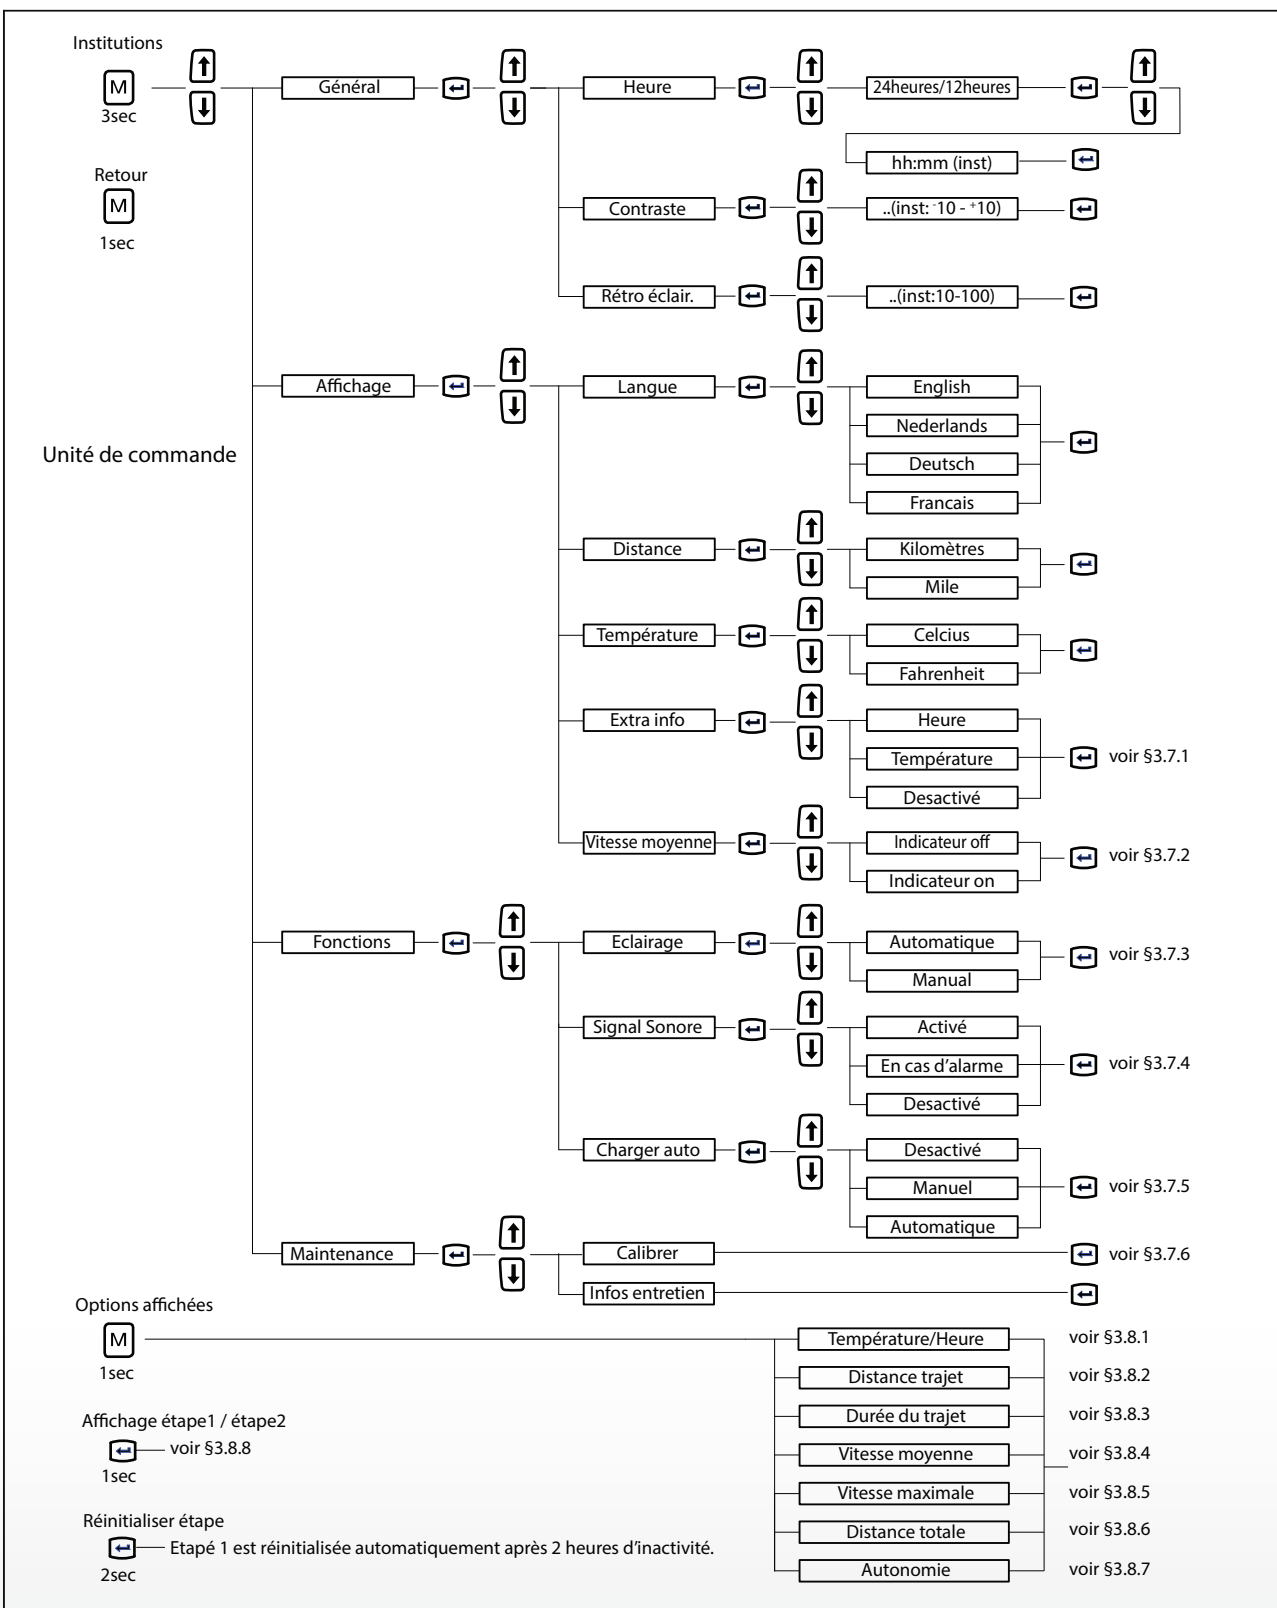 Institutions
M
3sec
Général
Heure
24heures/12heures
hh:mm (inst)
Retour
M
1sec
Contraste
..(inst: -10 - +10)
Rétro éclair.
..(inst:10-100)
Unité de commande
Affichage
Langue
English
Nederlands
Deutsch
Francais
Distance
Kilomètres
Mile
Température
Celcius
Fahrenheit
Extra info
Heure
Température
Desactivé
voir §3.7.1
Vitesse moyenne
Indicateur off
Indicateur on
voir §3.7.2
Fonctions
Eclairage
Automatique
Manual
voir §3.7.3
Signal Sonore
Activé
En cas d’alarme
Desactivé
voir §3.7.4
Charger auto
Desactivé
Manuel
Automatique
voir §3.7.5
Maintenance
Calibrer
voir §3.7.6
Infos entretien
Options affichées
M
1sec
Température/Heure
voir §3.8.1
Distance trajet
voir §3.8.2
Durée du trajet
voir §3.8.3
Vitesse moyenne
voir §3.8.4
Vitesse maximale
voir §3.8.5
Distance totale
voir §3.8.6
Autonomie
voir §3.8.7
Affichage étape1 / étape2
voir §3.8.8
1sec
Réinitialiser étape
Etapé 1 est réinitialisée automatiquement après 2 heures d’inactivité.
2sec